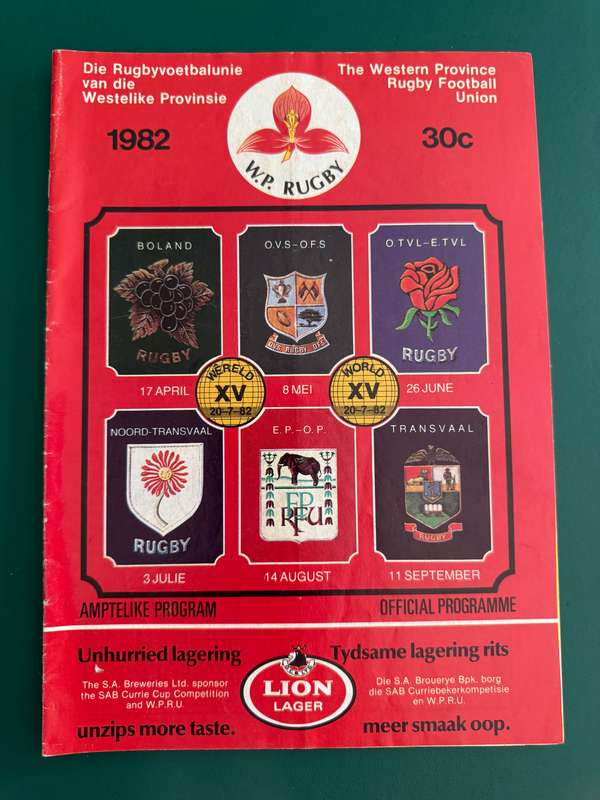 Die Rugbyvoetbalunie
van die
Westelike Provinsie
The Western Province
Rugby Football
Union
1982
30c
W.P. RUGBY
BOLAND
RUGBY
17 APRIL
O.V.S-O.F.S
O.V.S. RUGBY O.F.S.
8 MEI
O.TVL-E.TVL
RUGBY
26 JUNE
WÊRELD
XV
20-7-82
WORLD
XV
20-7-82
NOORD-TRANSVAAL
RUGBY
3 JULIE
E.P.-O.P.
EP
RFU
14 AUGUST
TRANSVAAL
RUGBY
11 SEPTEMBER
AMPTELIKE PROGRAM
OFFICIAL PROGRAMME
Unhurried lagering
The S.A. Breweries Ltd. sponsor
the SAB Currie Cup Competition
and W.P.R.U.
unzips more taste.
LION
LAGER
Tydsame lagering rits
Die S.A. Brouerye Bpk. borg
die SAB Curriebekerkompetisie
en W.P.R.U.
meer smaak oop.